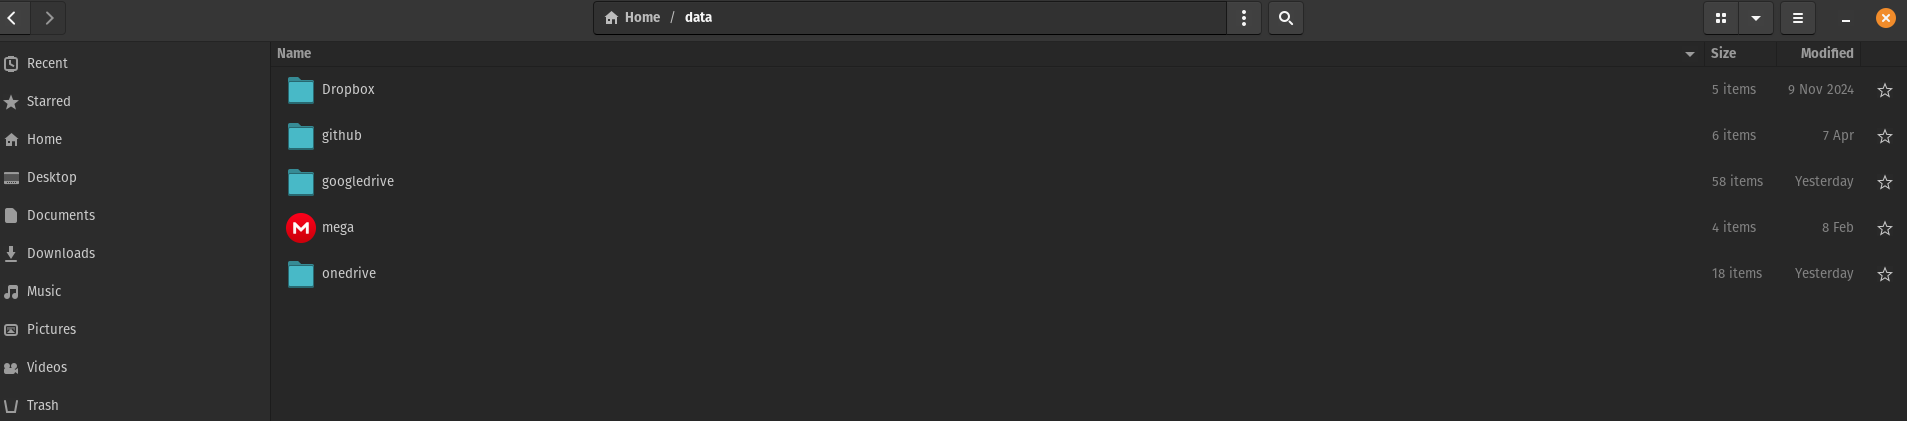 Home / data
Name Size Modified
Recent
Starred
Home
Desktop
Documents
Downloads
Music
Pictures
Videos
Trash
Dropbox 5 items 9 Nov 2024
github 6 items 7 Apr
googledrive 58 items Yesterday
M mega 4 items 8 Feb
onedrive 18 items Yesterday